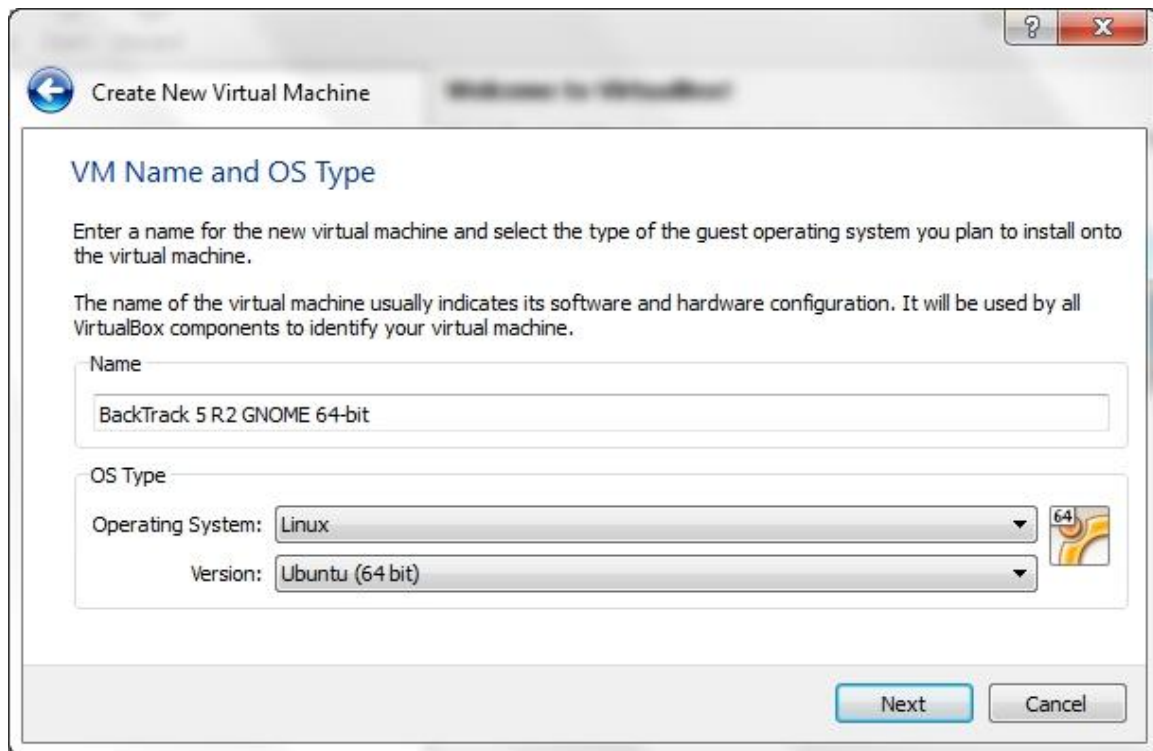 ?
X
Create New Virtual Machine
Welcome to VirtualBox!
VM Name and OS Type
Enter a name for the new virtual machine and select the type of the guest operating system you plan to install onto
the virtual machine.
The name of the virtual machine usually indicates its software and hardware configuration. It will be used by all
VirtualBox components to identify your virtual machine.
Name
BackTrack 5 R2 GNOME 64-bit
OS Type
Operating System: Linux
64
Version: Ubuntu (64 bit)
Next Cancel